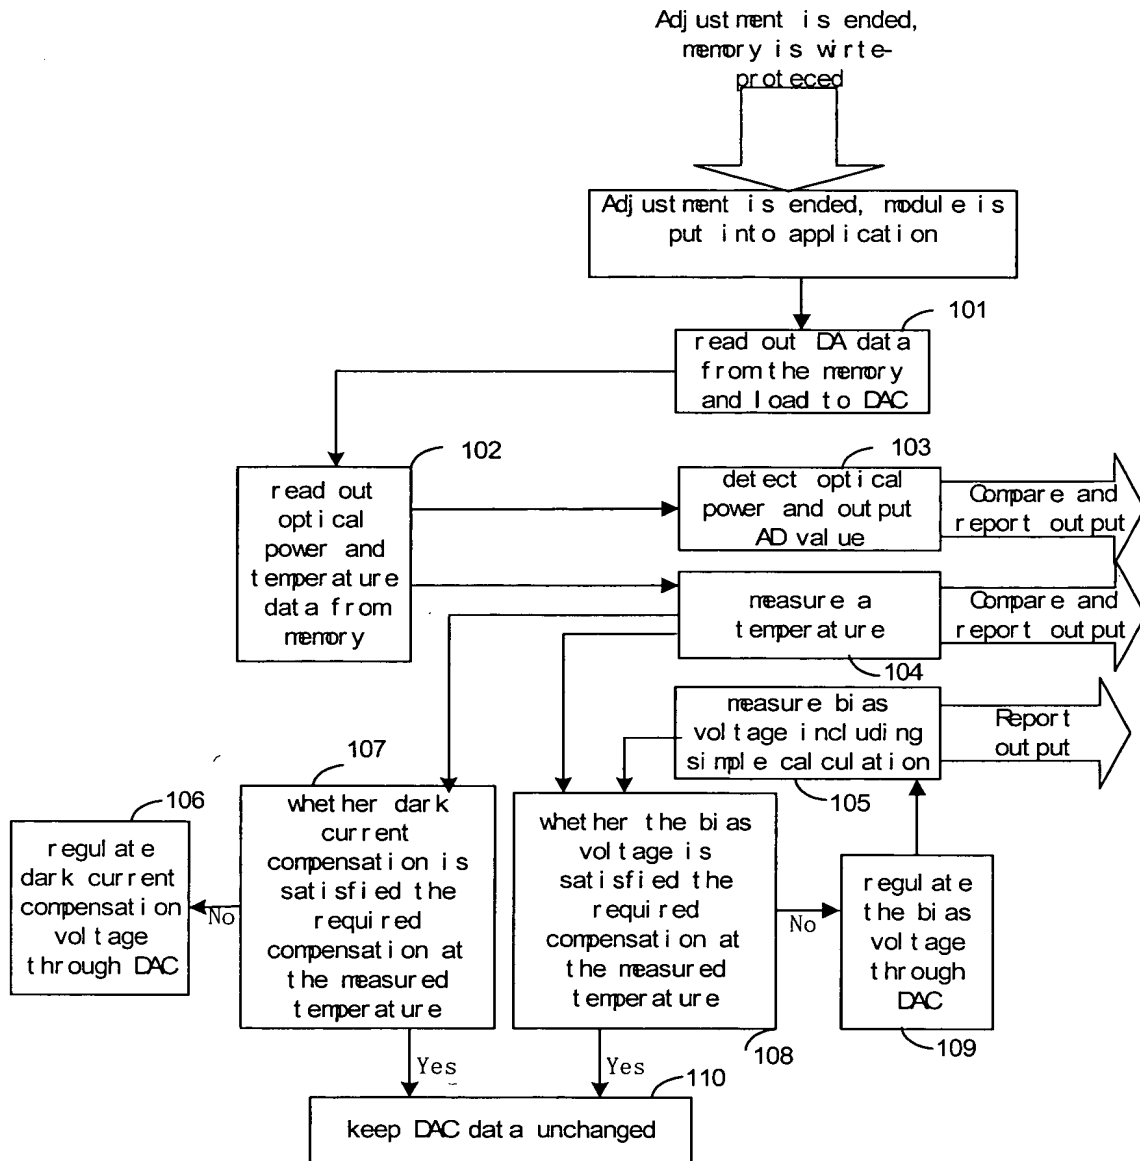 Adjustment is ended,
memory is wirte-
proteced
Adjustment is ended, module is
put into application
101
read out DA data
from the memory
and load to DAC
102
read out
optical
power and
temperature
data from
memory
103
detect optical
power and output
AD value
Compare and
report output
measure a
temperature
104
Compare and
report output
measure bias
voltage including
simple calculation
105
Report
output
106
regulate
dark current
compensation
voltage
through DAC
No
107
whether dark
current
compensation is
satisfied the
required
compensation at
the measured
temperature
whether the bias
voltage is
satisfied the
required
compensation at
the measured
temperature
108
No
regulate
the bias
voltage
through
DAC
109
Yes
Yes
110
keep DAC data unchanged